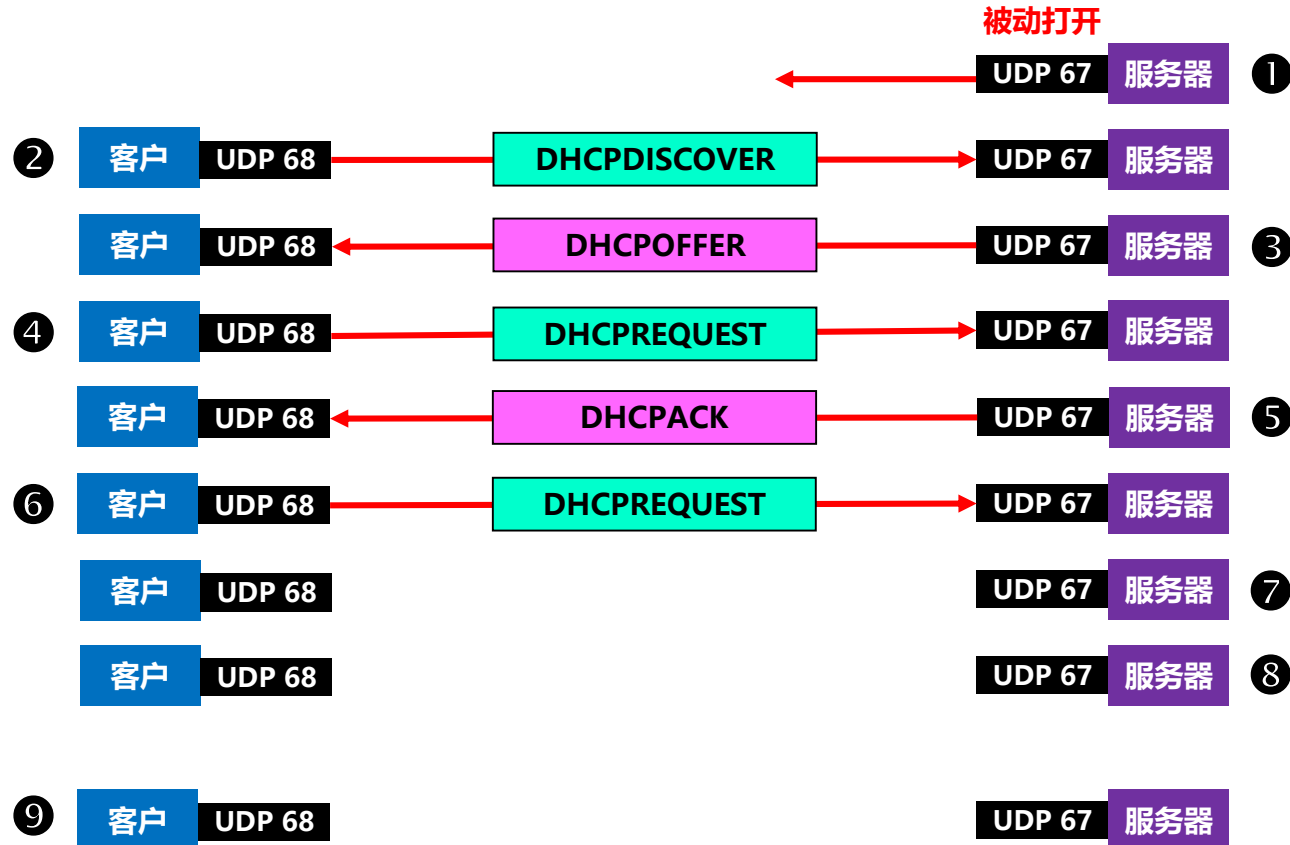 被动打开
UDP 67 服务器 ❶
❷ 客户 UDP 68 DHCPDISCOVER UDP 67 服务器
客户 UDP 68 DHCPOFFER UDP 67 服务器 ❸
❹ 客户 UDP 68 DHCPREQUEST UDP 67 服务器
客户 UDP 68 DHCPACK UDP 67 服务器 ❺
❻ 客户 UDP 68 DHCPREQUEST UDP 67 服务器
客户 UDP 68 UDP 67 服务器 ❼
客户 UDP 68 UDP 67 服务器 ❽
❾ 客户 UDP 68 UDP 67 服务器